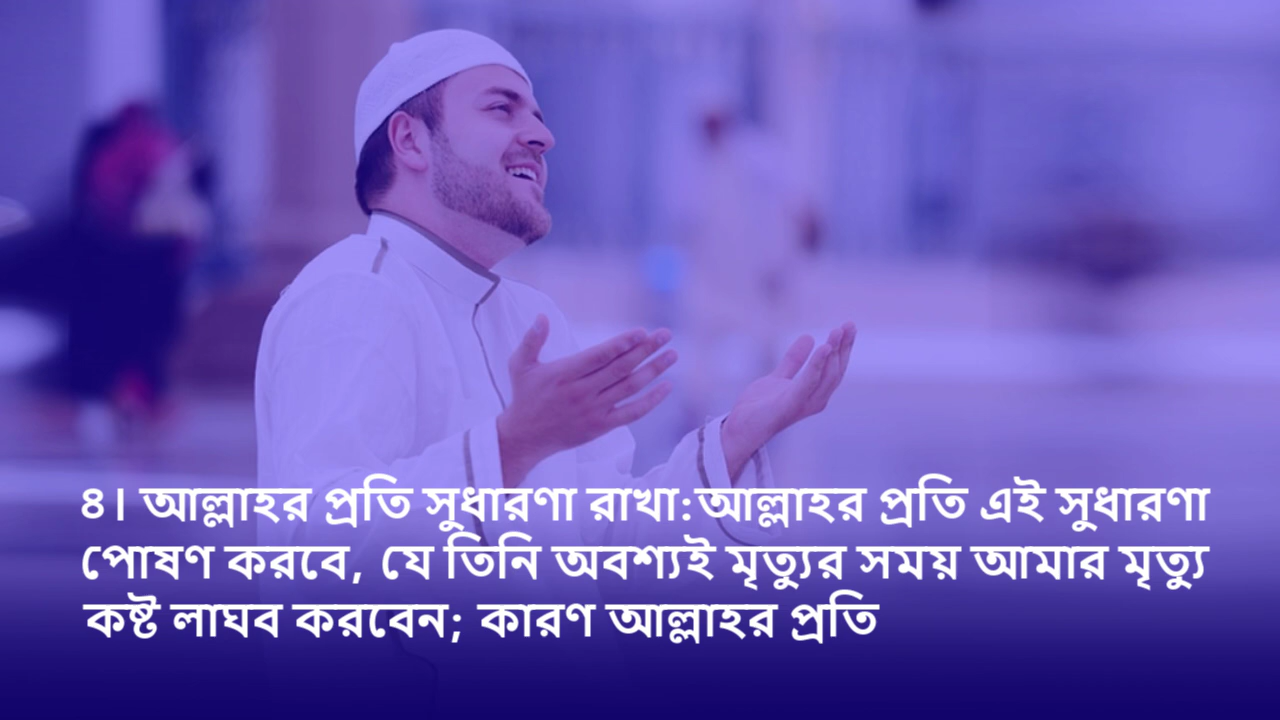 ৪। আল্লাহর প্রতি সুধারণা রাখা:আল্লাহর প্রতি এই সুধারণা
পোষণ করবে, যে তিনি অবশ্যই মৃত্যুর সময় আমার মৃত্যু
কষ্ট লাঘব করবেন; কারণ আল্লাহর প্রতি